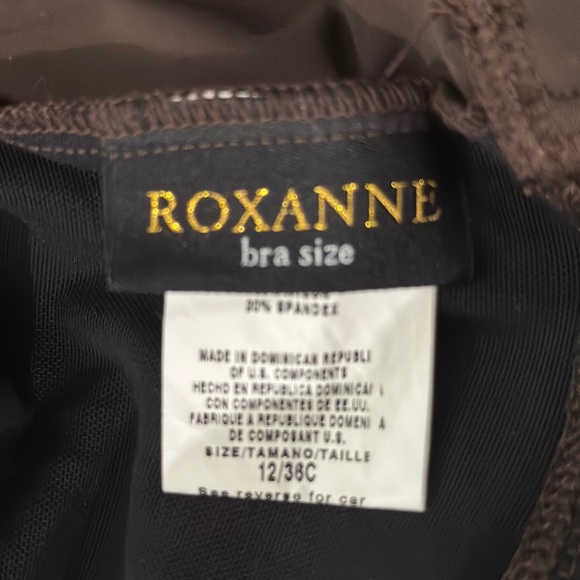 ROXANNE
bra size
20% SPANDEX
MADE IN DOMINICAN REPUBLI
OF U.S. COMPONENTS
HECHO EN REPUBLICA DOMINICA
CON COMPONENTES DE EE.UU.
FABRIQUE A REPUBLIQUE DOMENI A
DE COMPOSANT U.S.
SIZE/TAMANO/TAILLE
12/36C
See reverse for car